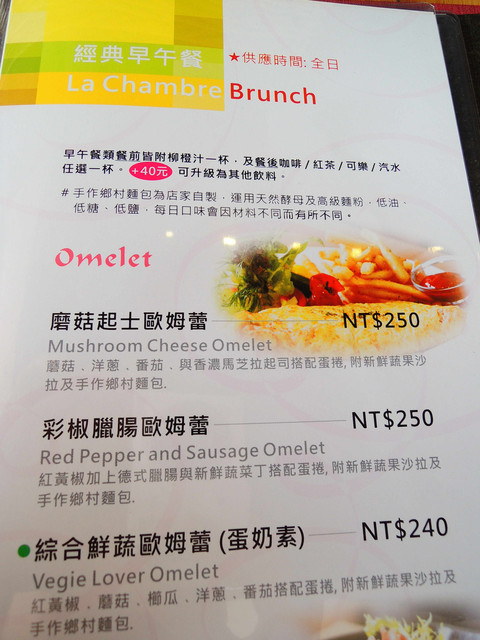 經典早午餐 ★供應時間: 全日
La Chambre Brunch
早午餐類餐前皆附柳橙汁一杯，及餐後咖啡/紅茶/可樂/汽水
任選一杯。+40元 可升級為其他飲料。
# 手作鄉村麵包為店家自製，運用天然酵母及高級麵粉，低油、
低糖、低鹽，每日口味會因材料不同而有所不同。
Omelet
磨菇起士歐姆蕾 NT$250
Mushroom Cheese Omelet
蘑菇﹑洋蔥﹑番茄﹑與香濃馬芝拉起司搭配蛋捲, 附新鮮蔬果沙
拉及手作鄉村麵包.
彩椒臘腸歐姆蕾 NT$250
Red Pepper and Sausage Omelet
紅黃椒加上德式臘腸與新鮮蔬菜丁搭配蛋捲, 附新鮮蔬果沙拉及
手作鄉村麵包.
●綜合鮮蔬歐姆蕾 (蛋奶素) NT$240
Vegie Lover Omelet
紅黃椒﹑蘑菇﹑櫛瓜﹑洋蔥﹑番茄搭配蛋捲, 附新鮮蔬果沙拉及
手作鄉村麵包.